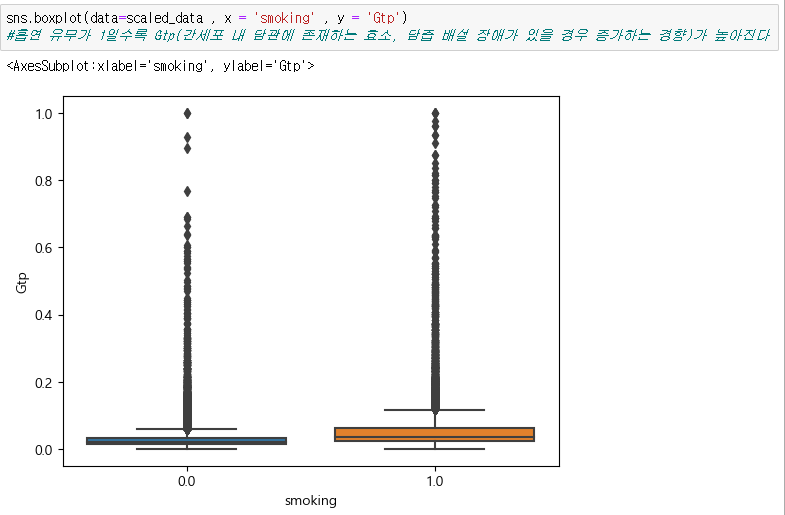 sns.boxplot(data=scaled_data , x = 'smoking' , y = 'Gtp')
#흡연 유무가 1일수록 Gtp(간세포 내 담관에 존재하는 효소, 담즙 배설 장애가 있을 경우 증가하는 경향)가 높아진다
<AxesSubplot:xlabel='smoking', ylabel='Gtp'>
1.0
0.8
0.6
Gtp
0.4
0.2
0.0
0.0 1.0
smoking